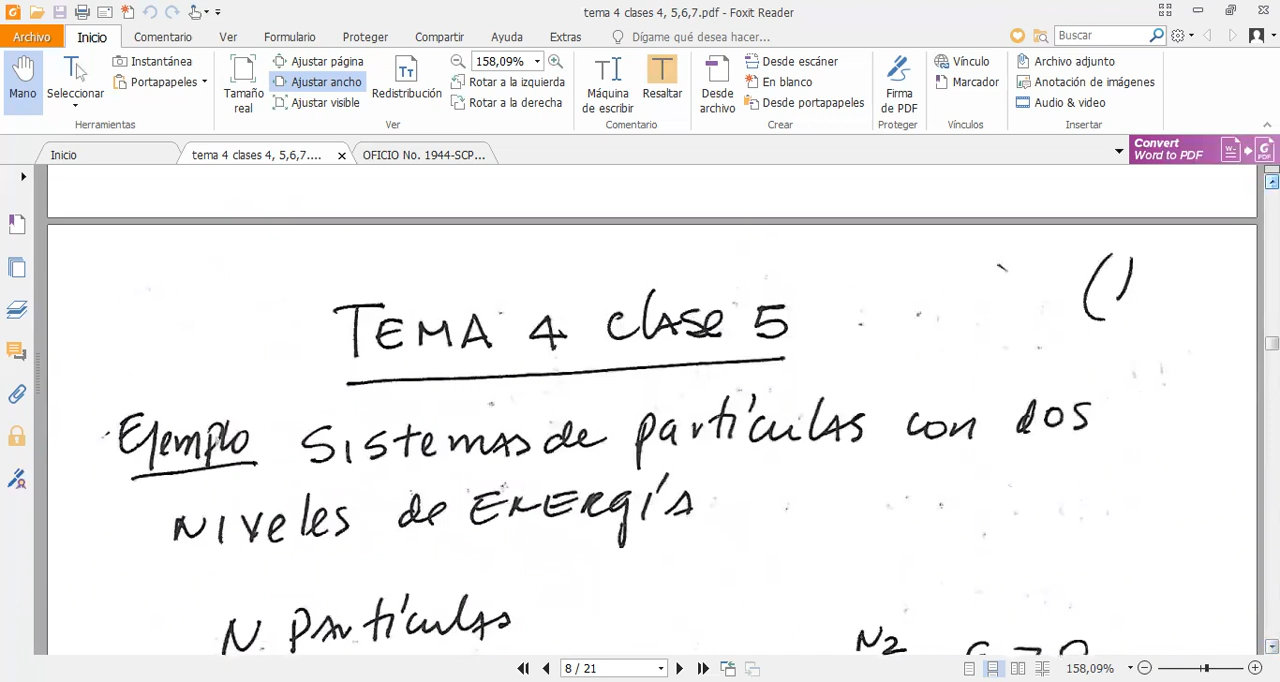 tema 4 clases 4, 5,6,7.pdf - Foxit Reader
Archivo Inicio Comentario Ver Formulario Proteger Compartir Ayuda Extras Dígame qué desea hacer... Buscar
Mano
Seleccionar
Instantánea
Portapapeles
Herramientas
Tamaño real
Ajustar página
Ajustar ancho
Ajustar visible
Redistribución
158,09%
Rotar a la izquierda
Rotar a la derecha
Ver
Máquina de escribir
Resaltar
Comentario
Desde archivo
Desde escáner
En blanco
Desde portapapeles
Crear
Firma de PDF
Proteger
Vínculo
Marcador
Vínculos
Archivo adjunto
Anotación de imágenes
Audio & video
Insertar
Inicio tema 4 clases 4, 5,6,7.... OFICIO No. 1944-SCP...
Convert
Word to PDF
TEMA 4 Clase 5
Ejemplo Sistemas de partículas con dos
niveles de ENERgíA
N Partículas
N2
8 / 21
158,09%